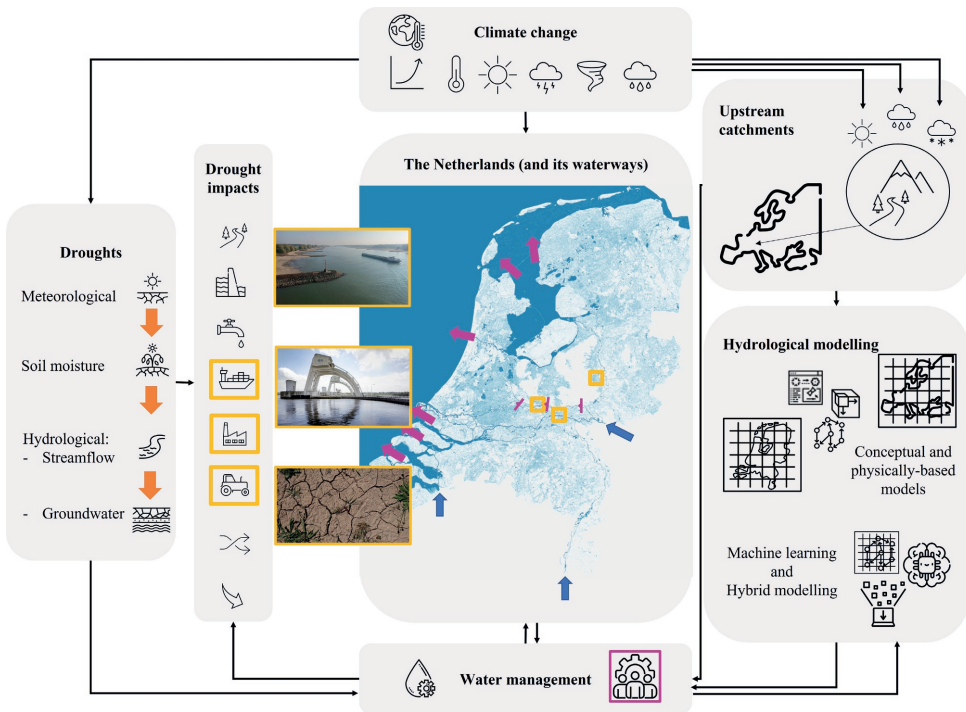 Climate change
Upstream
catchments
The Netherlands (and its waterways)
Drought
impacts
Droughts
Meteorological
Soil moisture
Hydrological:
- Streamflow
- Groundwater
Hydrological modelling
Conceptual and
physically-based
models
Machine learning
and
Hybrid modelling
Water management